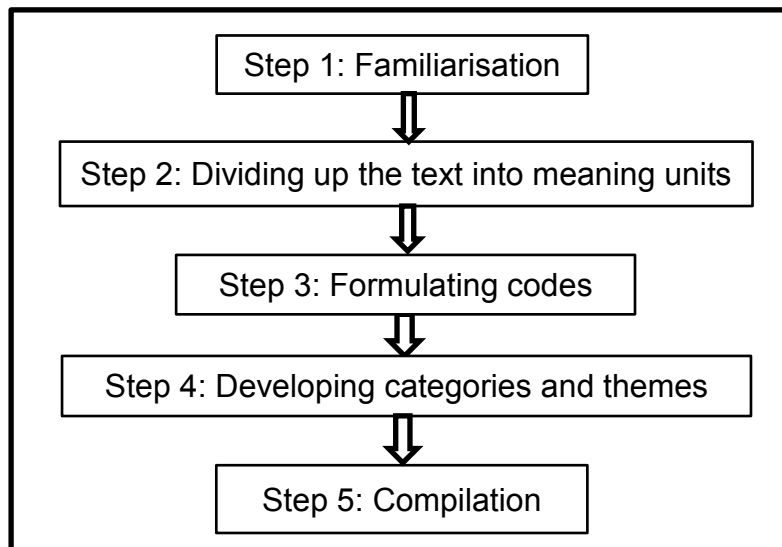 Step 1: Familiarisation
Step 2: Dividing up the text into meaning units
Step 3: Formulating codes
Step 4: Developing categories and themes
Step 5: Compilation